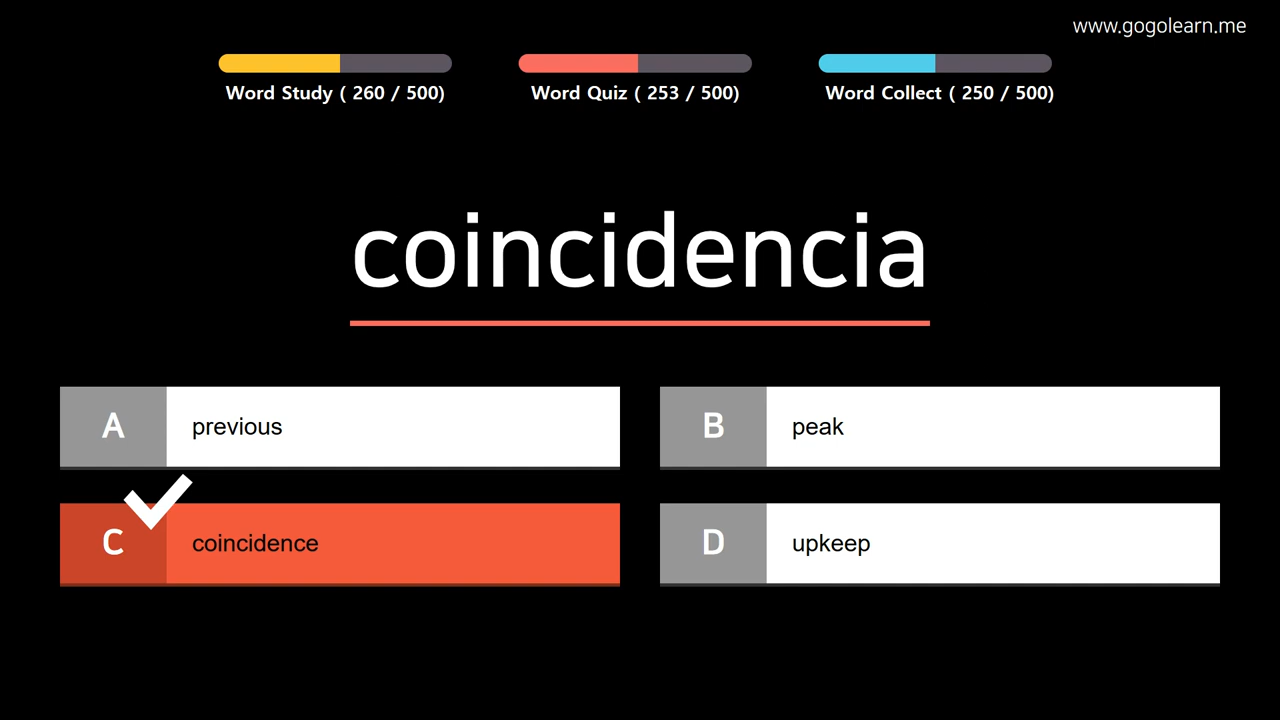 www.gogolearn.me
Word Study ( 260 / 500)
Word Quiz ( 253 / 500)
Word Collect ( 250 / 500)
coincidencia
A previous
B peak
C coincidence
D upkeep